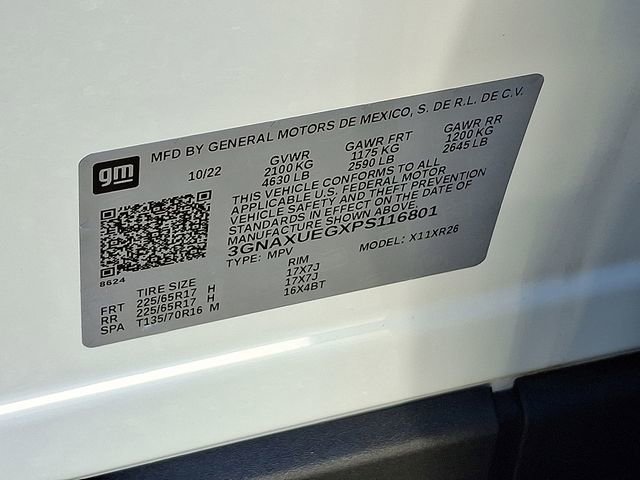 gm
MFD BY GENERAL MOTORS DE MEXICO, S. DE R.L. DE C.V.
10/22
GVWR
2100 KG
4630 LB
GAWR FRT
1175 KG
2590 LB
GAWR RR
1200 KG
2645 LB
THIS VEHICLE CONFORMS TO ALL
APPLICABLE U.S. FEDERAL MOTOR
VEHICLE SAFETY AND THEFT PREVENTION
STANDARDS IN EFFECT ON THE DATE OF
MANUFACTURE SHOWN ABOVE.
3GNAXUEGXPS116801
TYPE: MPV MODEL: X11XR26
8624
TIRE SIZE RIM
FRT 225/65R17 H 17X7J
RR 225/65R17 H 17X7J
SPA T135/70R16 M 16X4BT